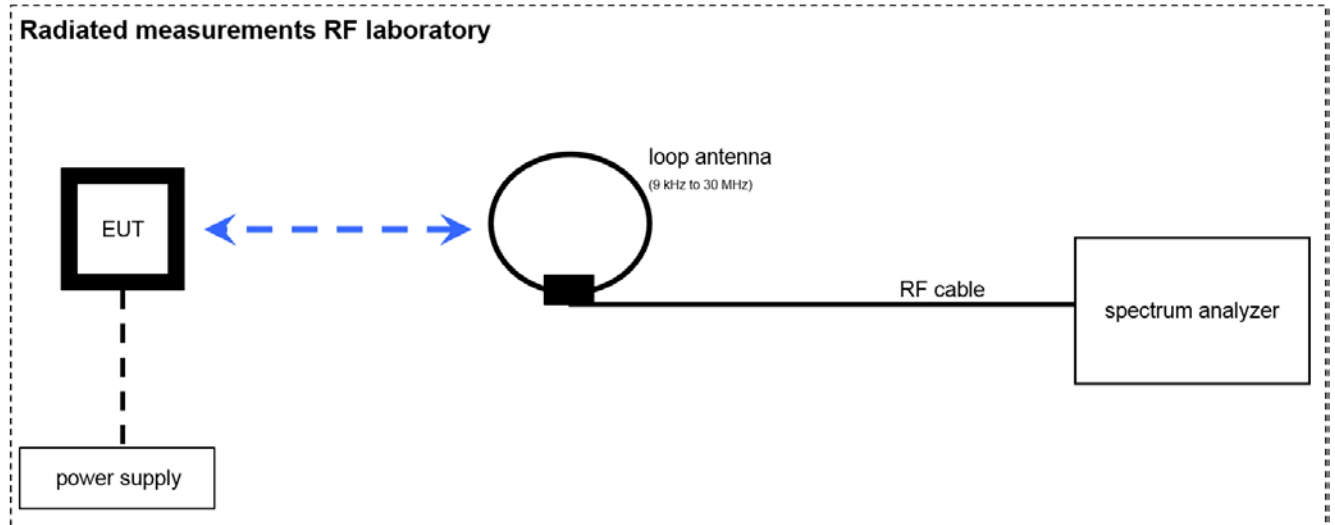 Radiated measurements RF laboratory
loop antenna
(9 kHz to 30 MHz)
EUT
RF cable
spectrum analyzer
power supply